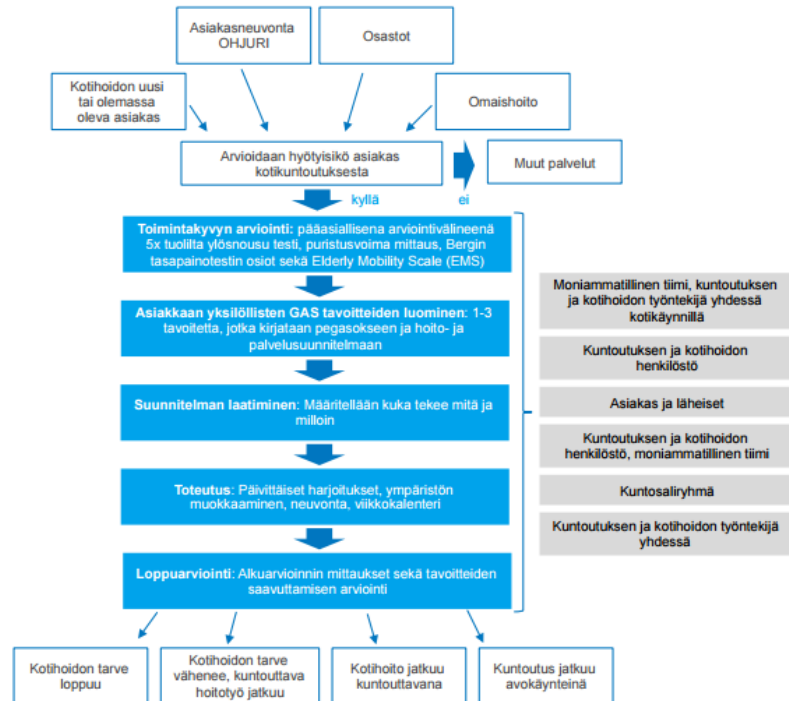 Asiakasneuvonta
OHJURI
Osastot
Kotihoidon uusi
tai olemassa
oleva asiakas
Omaishoito
Arvioidaan hyötyisikö asiakas
kotikuntoutuksesta
Muut palvelut
kyllä
ei
Toimintakyvyn arviointi: pääasiallisena arviointivälineenä
5x tuolilta ylösnousu testi, puristusvoima mittaus, Bergin
tasapainotestin osiot sekä Elderly Mobility Scale (EMS)
Asiakkaan yksilöllisten GAS tavoitteiden luominen: 1-3
tavoitetta, jotka kirjataan pegasokseen ja hoito- ja
palvelusuunnitelmaan
Suunnitelman laatiminen: Määritellään kuka tekee mitä ja
milloin
Toteutus: Päivittäiset harjoitukset, ympäristön
muokkaaminen, neuvonta, viikkokalenteri
Loppuarviointi: Alkuarvioinnin mittaukset sekä tavoitteiden
saavuttamisen arviointi
Moniammatillinen tiimi, kuntoutuksen
ja kotihoidon työntekijä yhdessä
kotikäynnillä
Kuntoutuksen ja kotihoidon
henkilöstö
Asiakas ja läheiset
Kuntoutuksen ja kotihoidon
henkilöstö, moniammatillinen tiimi
Kuntosaliryhmä
Kuntoutuksen ja kotihoidon työntekijä
yhdessä
Kotihoidon tarve
loppuu
Kotihoidon tarve
vähenee, kuntouttava
hoitotyö jatkuu
Kotihoito jatkuu
kuntouttavana
Kuntoutus jatkuu
avokäynteinä